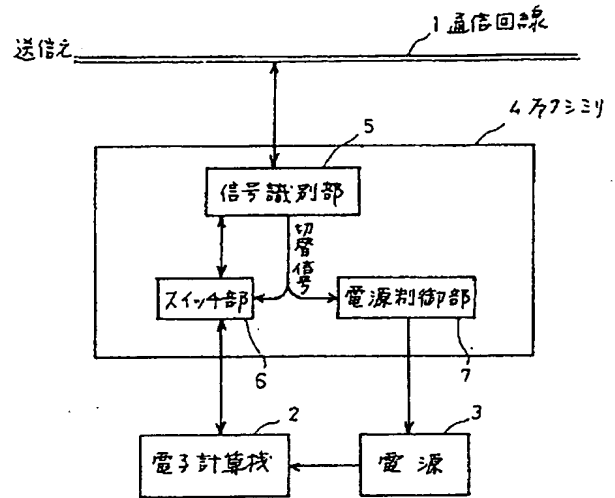 1 通信回線
送信元
4 ファクシミリ
5
信号識別部
切替信号
スイッチ部
電源制御部
6
7
2
3
電子計算機
電源